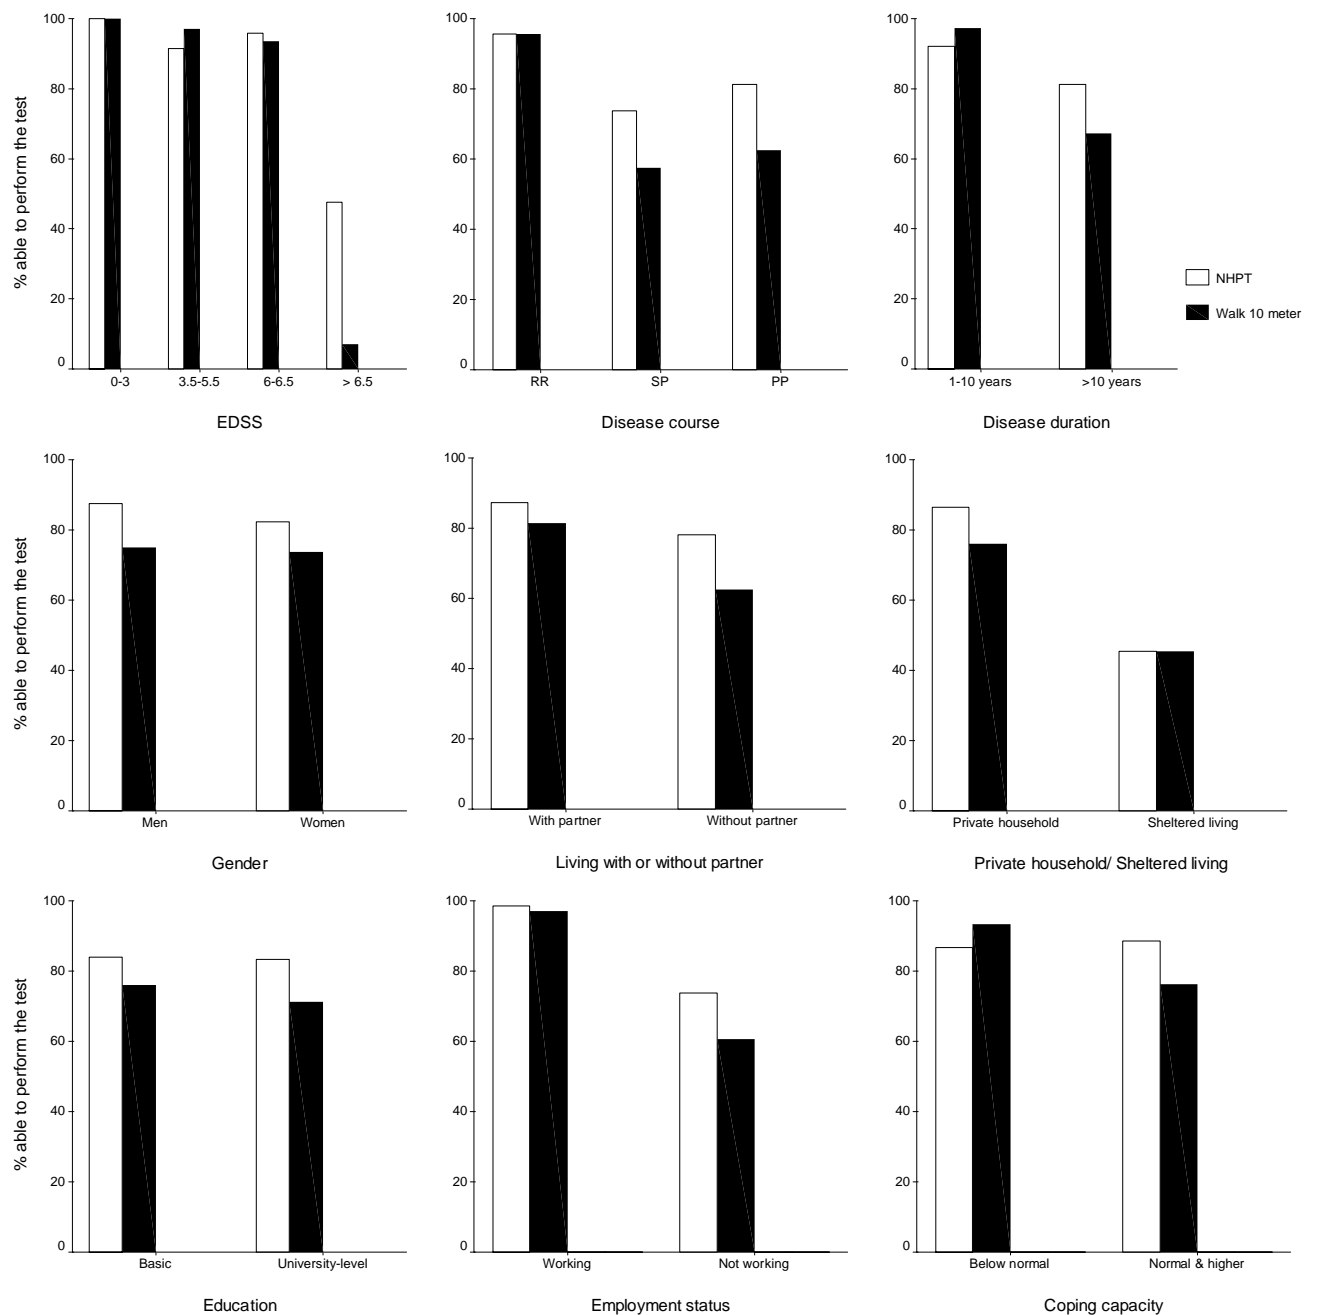 % able to perform the test
100
80
60
40
20
0
0-3 3.5-5.5 6-6.5 > 6.5
EDSS
100
80
60
40
20
0
RR SP PP
Disease course
100
80
60
40
20
0
1-10 years >10 years
Disease duration
NHPT
Walk 10 meter
% able to perform the test
100
80
60
40
20
0
Men Women
Gender
100
80
60
40
20
0
With partner Without partner
Living with or without partner
100
80
60
40
20
0
Private household Sheltered living
Private household/ Sheltered living
% able to perform the test
100
80
60
40
20
0
Basic University-level
Education
100
80
60
40
20
0
Working Not working
Employment status
100
80
60
40
20
0
Below normal Normal & higher
Coping capacity